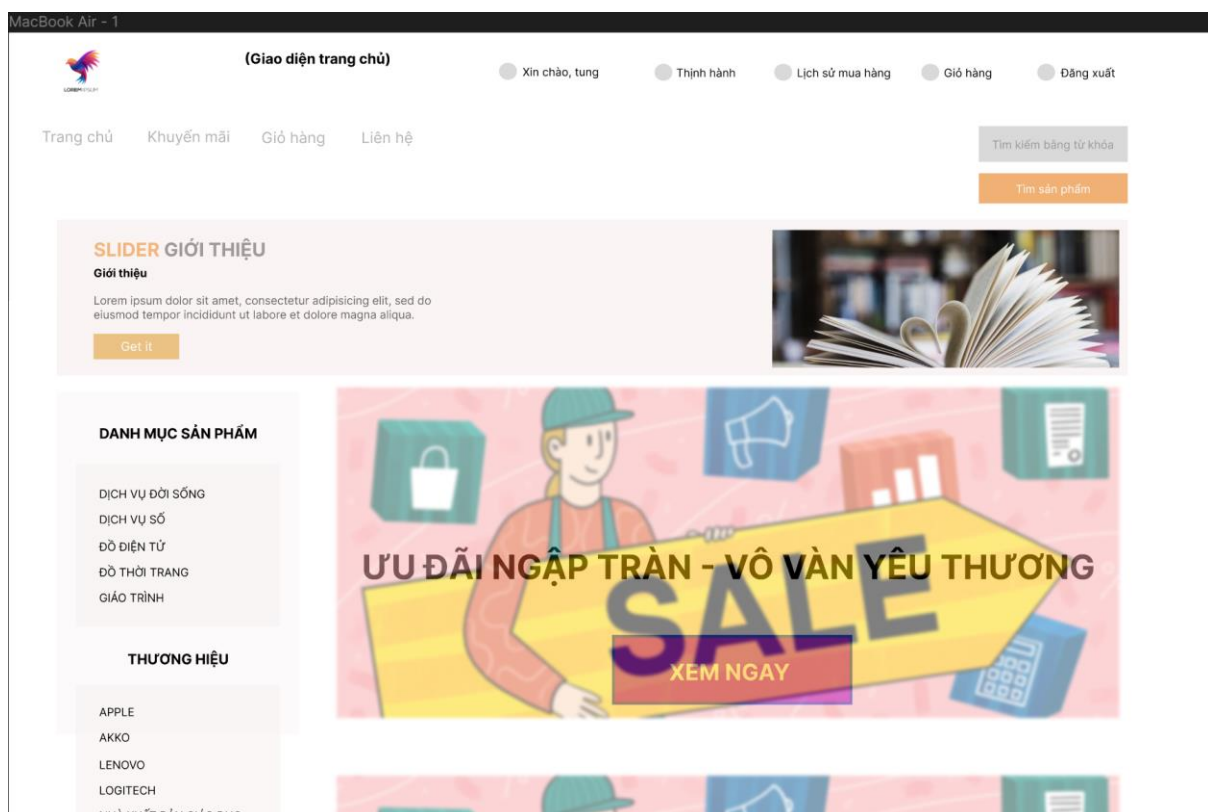 MacBook Air - 1
(Giao diện trang chủ)
Xin chào, tung
Thịnh hành
Lịch sử mua hàng
Giỏ hàng
Đăng xuất
LOREM IPSUM
Trang chủ
Khuyến mãi
Giỏ hàng
Liên hệ
Tìm kiếm bằng từ khóa
Tìm sản phẩm
SLIDER GIỚI THIỆU
Giới thiệu
Lorem ipsum dolor sit amet, consectetur adipisicing elit, sed do
eiusmod tempor incididunt ut labore et dolore magna aliqua.
Get it
DANH MỤC SẢN PHẨM
DỊCH VỤ ĐỜI SỐNG
DỊCH VỤ SỐ
ĐỒ ĐIỆN TỬ
ĐỒ THỜI TRANG
GIÁO TRÌNH
ƯU ĐÃI NGẬP TRÀN - VÔ VÀN YÊU THƯƠNG
SALE
XEM NGAY
THƯƠNG HIỆU
APPLE
AKKO
LENOVO
LOGITECH